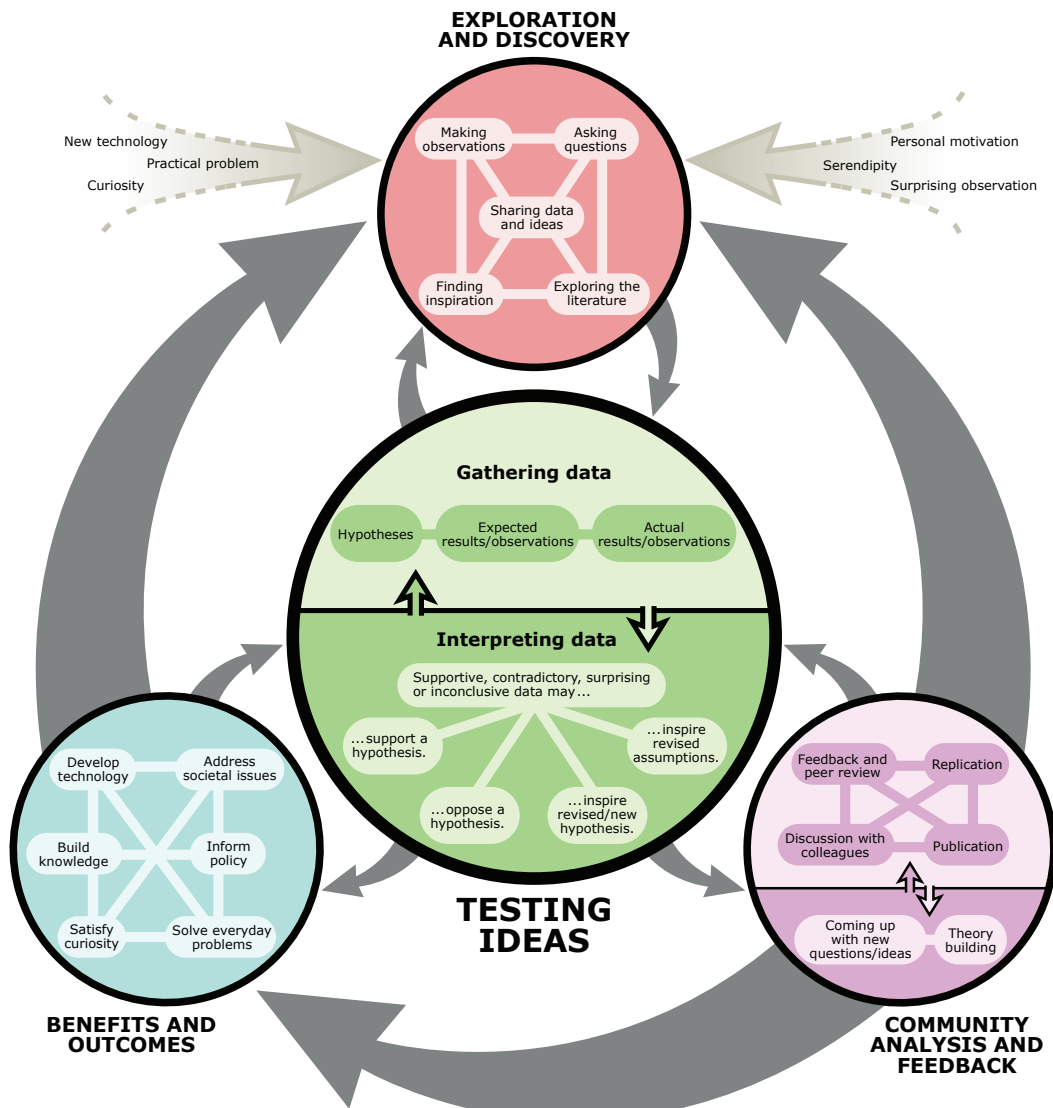 EXPLORATION
AND DISCOVERY
New technology
Practical problem
Curiosity
Personal motivation
Serendipity
Surprising observation
Making
observations
Asking
questions
Sharing data
and ideas
Finding
inspiration
Exploring the
literature
Gathering data
Hypotheses
Expected
results/observations
Actual
results/observations
Interpreting data
Supportive, contradictory, surprising
or inconclusive data may...
...support a
hypothesis.
...oppose a
hypothesis.
...inspire
revised/new
hypothesis.
...inspire
revised
assumptions.
TESTING
IDEAS
Develop
technology
Address
societal issues
Build
knowledge
Inform
policy
Satisfy
curiosity
Solve everyday
problems
BENEFITS AND
OUTCOMES
Feedback and
peer review
Replication
Discussion with
colleagues
Publication
Coming up
with new
questions/ideas
Theory
building
COMMUNITY
ANALYSIS AND
FEEDBACK